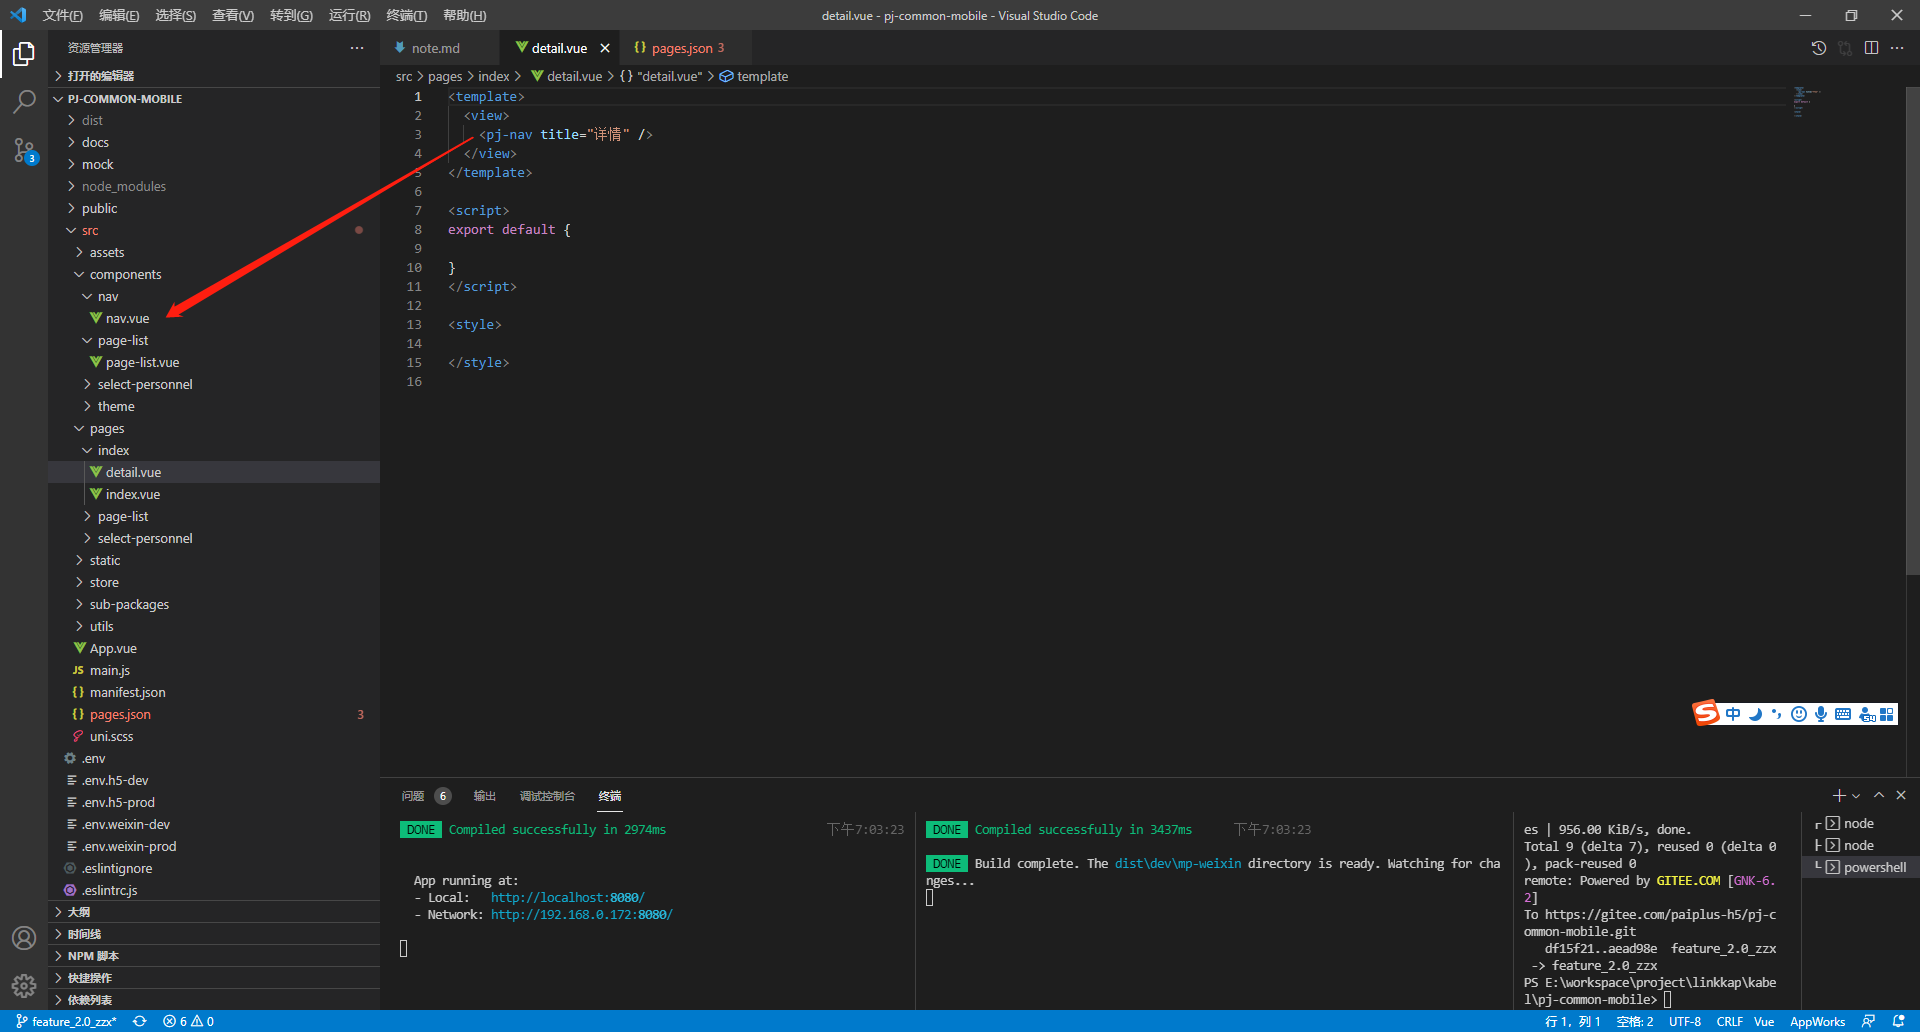 文件(F) 编辑(E) 选择(S) 查看(V) 转到(G) 运行(R) 终端(T) 帮助(H)
detail.vue - pj-common-mobile - Visual Studio Code
资源管理器
打开的编辑器
PJ-COMMON-MOBILE
dist
docs
mock
node_modules
public
src
assets
components
nav
nav.vue
page-list
page-list.vue
select-personnel
theme
pages
index
detail.vue
index.vue
page-list
select-personnel
static
store
sub-packages
utils
App.vue
JS main.js
{} manifest.json
{} pages.json 3
uni.scss
.env
.env.h5-dev
.env.h5-prod
.env.weixin-dev
.env.weixin-prod
.eslintignore
.eslintrc.js
大纲
时间线
NPM 脚本
快捷操作
依赖列表
3
note.md
detail.vue
{} pages.json 3
src > pages > index > detail.vue > {} "detail.vue" > template
1 <template>
2 <view>
3 <pj-nav title="详情" />
4 </view>
5 </template>
6
7 <script>
8 export default {
9
10 }
11 </script>
12
13 <style>
14
15 </style>
16
S 中
问题 6 输出 调试控制台 终端
DONE Compiled successfully in 2974ms 下午7:03:23
App running at:
- Local: http://localhost:8080/
- Network: http://192.168.0.172:8080/
DONE Compiled successfully in 3437ms 下午7:03:23
DONE Build complete. The dist\dev\mp-weixin directory is ready. Watching for cha
nges...
es | 956.00 KiB/s, done.
Total 9 (delta 7), reused 0 (delta 0
), pack-reused 0
remote: Powered by GITEE.COM [GNK-6.
2]
To https://gitee.com/paiplus-h5/pj-c
ommon-mobile.git
df15f21..aead98e feature_2.0_zzx
-> feature_2.0_zzx
PS E:\workspace\project\linkkap\kabe
l\pj-common-mobile>
node
node
powershell
feature_2.0_zzx* 6 0
行 1，列 1 空格: 2 UTF-8 CRLF Vue AppWorks